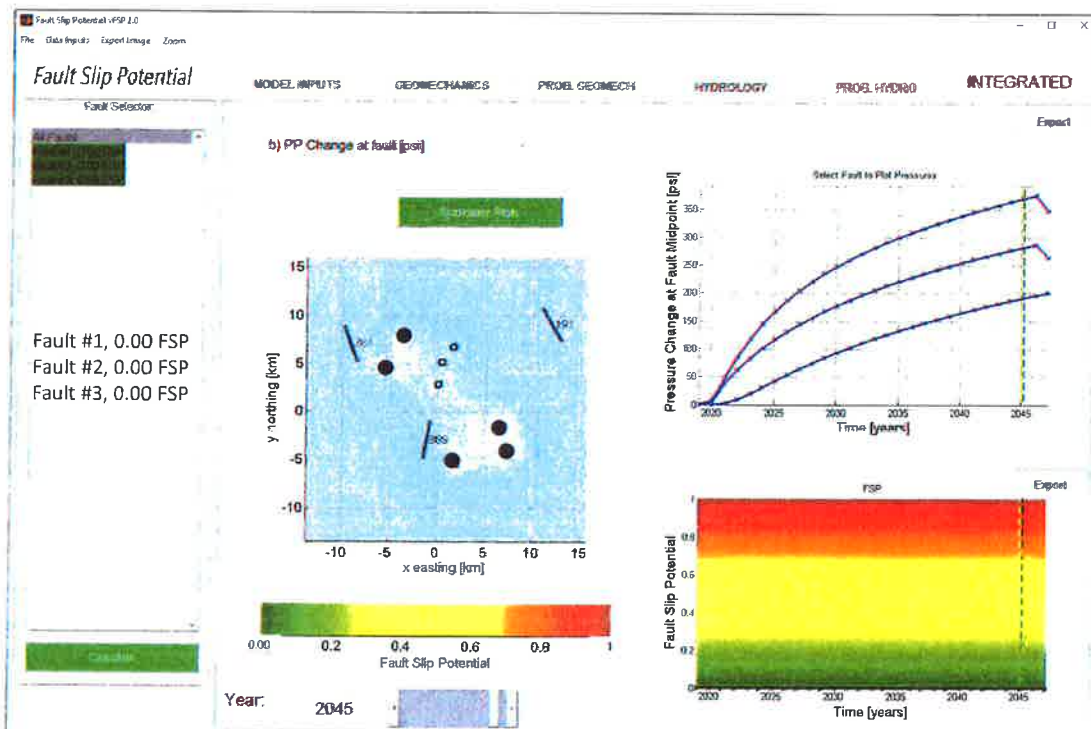 Fault Slip Potential vFSP 1.0
File Data Inputs Export Image Zoom
Fault Slip Potential
MODEL INPUTS GEOMECHANICS PROB. GEOMECH HYDROLOGY PROB. HYDRO INTEGRATED
Fault Selector
All Faults
Export
b) PP Change at fault [psi]
Fault #1, 0.00 FSP
Fault #2, 0.00 FSP
Fault #3, 0.00 FSP
Calculate
15
10
5
0
-5
-10
y northing [km]
-10 -5 0 5 10 15
x easting [km]
191
0.00 0.2 0.4 0.6 0.8 1
Fault Slip Potential
Year: 2045
Select Fault to Plot Pressures
Pressure Change at Fault Midpoint [psi]
350
300
250
200
150
100
50
0
2020 2025 2030 2035 2040 2045
Time [years]
FSP
Export
Fault Slip Potential
1
0.8
0.6
0.4
0.2
0
2020 2025 2030 2035 2040 2045
Time [years]